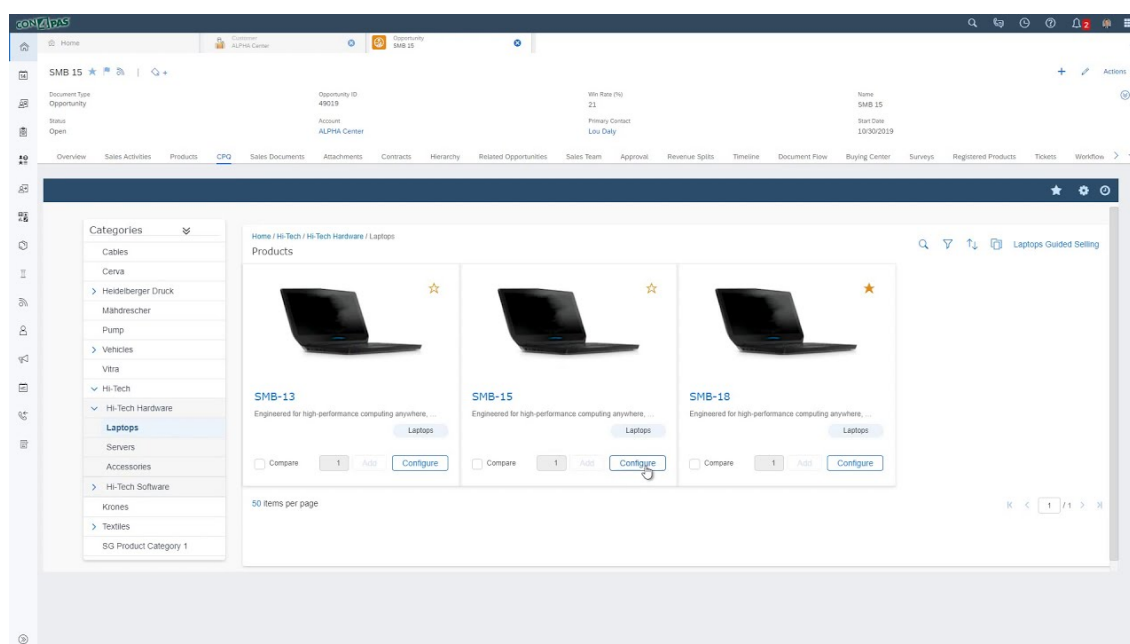 CONAPAS
2
Home
Customer
ALPHA Center
Opportunity
SMB 15
SMB 15
Actions
Document Type
Opportunity
Opportunity ID
49019
Win Rate (%)
21
Name
SMB 15
Status
Open
Account
ALPHA Center
Primary Contact
Lou Daly
Start Date
10/30/2019
Overview Sales Activities Products CPQ Sales Documents Attachments Contracts Hierarchy Related Opportunities Sales Team Approval Revenue Splits Timeline Document Flow Buying Center Surveys Registered Products Tickets Workflow
Categories
Cables
Cerva
Heidelberger Druck
Mähdrescher
Pump
Vehicles
Vitra
Hi-Tech
Hi-Tech Hardware
Laptops
Servers
Accessories
Hi-Tech Software
Krones
Textiles
SG Product Category 1
Home / Hi-Tech / Hi-Tech Hardware / Laptops
Products
Laptops Guided Selling
SMB-13
Engineered for high-performance computing anywhere, ...
Laptops
Compare 1 Add Configure
SMB-15
Engineered for high-performance computing anywhere, ...
Laptops
Compare 1 Add Configure
SMB-18
Engineered for high-performance computing anywhere, ...
Laptops
Compare 1 Add Configure
50 items per page
1 / 1